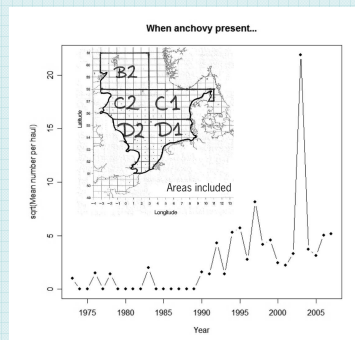 When anchovy present...
sqrt(Mean number per haul)
20
15
10
5
0
B2
C2 C1
D2 D1
Areas included
Latitude
Longitude
1975 1980 1985 1990 1995 2000 2005
Year